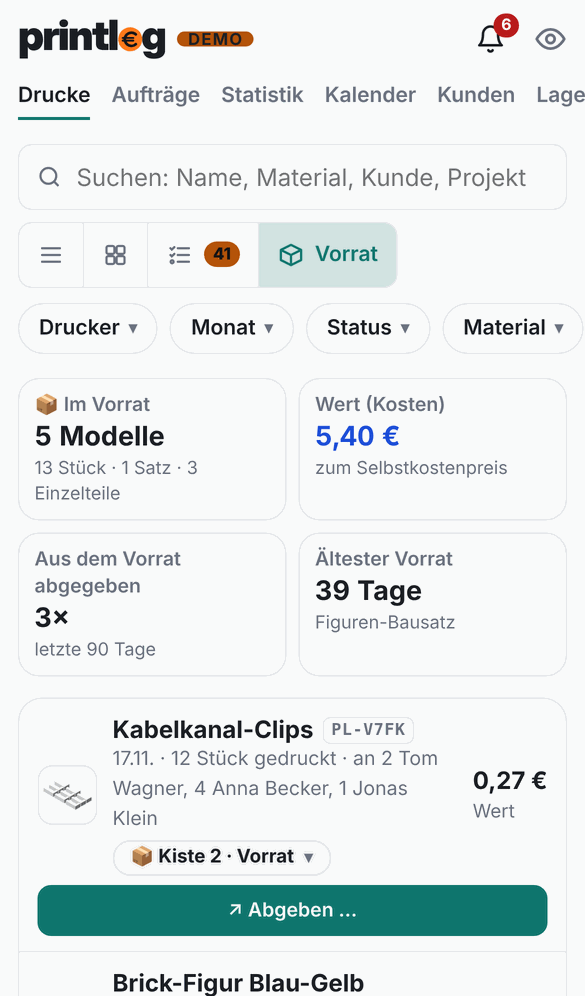 printl€g DEMO 6
Drucke Aufträge Statistik Kalender Kunden Lage
Suchen: Name, Material, Kunde, Projekt
41 Vorrat
Drucker ▾ Monat ▾ Status ▾ Material ▾
📦 Im Vorrat
5 Modelle
13 Stück · 1 Satz · 3
Einzelteile
Wert (Kosten)
5,40 €
zum Selbstkostenpreis
Aus dem Vorrat
abgegeben
3×
letzte 90 Tage
Ältester Vorrat
39 Tage
Figuren-Bausatz
Kabelkanal-Clips PL-V7FK
17.11. · 12 Stück gedruckt · an 2 Tom
Wagner, 4 Anna Becker, 1 Jonas
Klein
0,27 €
Wert
📦 Kiste 2 · Vorrat ▾
↗ Abgeben ...
Brick-Figur Blau-Gelb